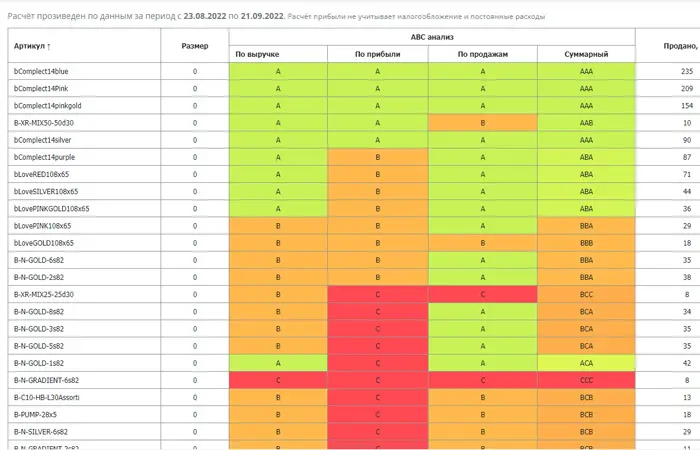 Расчёт прозиведен по данным за период с 23.08.2022 по 21.09.2022. Расчёт прибыли не учитывает налогообложение и постоянные расходы
Артикул ↑ Размер ABC анализ Продано,
По выручке По прибыли По продажам Суммарный
bComplect14blue 0 A A A AAA 235
bComplect14Pink 0 A A A AAA 209
bComplect14pinkgold 0 A A A AAA 154
B-XR-MIX50-50d30 0 A A B AAB 10
bComplect14silver 0 A A A AAA 90
bComplect14purple 0 A B A ABA 87
bLoveRED108x65 0 A B A ABA 71
bLoveSILVER108x65 0 A B A ABA 44
bLovePINKGOLD108x65 0 A B A ABA 36
bLovePINK108x65 0 B B A BBA 29
bLoveGOLD108x65 0 B B B BBB 18
B-N-GOLD-6s82 0 B B A BBA 35
B-N-GOLD-2s82 0 B B A BBA 38
B-XR-MIX25-25d30 0 B C C BCC 8
B-N-GOLD-8s82 0 B C A BCA 34
B-N-GOLD-3s82 0 B C A BCA 35
B-N-GOLD-5s82 0 B C A BCA 35
B-N-GOLD-1s82 0 A C A ACA 42
B-N-GRADIENT-6s82 0 C C C CCC 8
B-C10-HB-L30Assorti 0 B C B BCB 13
B-PUMP-28x5 0 B C B BCB 18
B-N-SILVER-6s82 0 B C B BCB 29
B-N-GRADIENT-2s82 0 B C B BCB 11